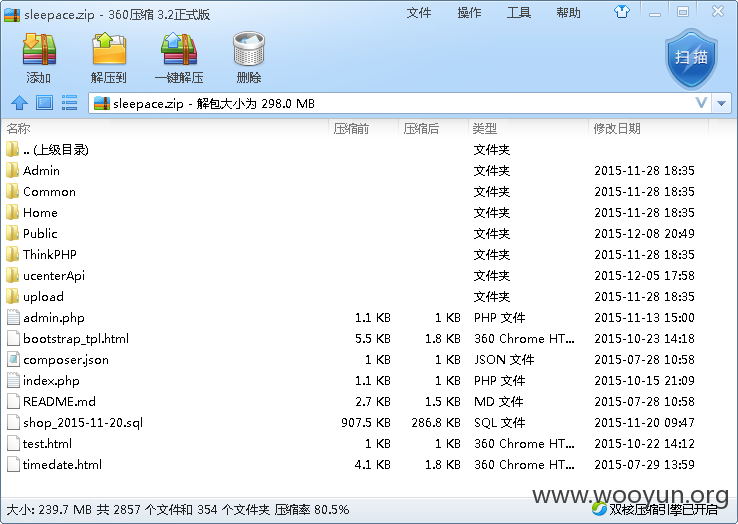 sleepace.zip - 360压缩 3.2正式版 文件 操作 工具 帮助
添加 解压到 一键解压 删除 扫描
sleepace.zip - 解包大小为 298.0 MB
名称 压缩前 压缩后 类型 修改日期
.. (上级目录) 文件夹
Admin 文件夹 2015-11-28 18:35
Common 文件夹 2015-11-28 18:35
Home 文件夹 2015-11-28 18:35
Public 文件夹 2015-12-08 20:49
ThinkPHP 文件夹 2015-11-28 18:35
ucenterApi 文件夹 2015-12-05 17:58
upload 文件夹 2015-11-28 18:35
admin.php 1.1 KB 1 KB PHP 文件 2015-11-13 15:00
bootstrap_tpl.html 5.5 KB 1.8 KB 360 Chrome HT... 2015-10-23 14:18
composer.json 1 KB 1 KB JSON 文件 2015-07-28 10:58
index.php 1.1 KB 1 KB PHP 文件 2015-10-15 21:09
README.md 2.7 KB 1.5 KB MD 文件 2015-07-28 10:58
shop_2015-11-20.sql 907.5 KB 286.8 KB SQL 文件 2015-11-20 09:47
test.html 1 KB 1 KB 360 Chrome HT... 2015-10-22 14:12
timedate.html 4.1 KB 1.8 KB 360 Chrome HT... 2015-07-29 13:59
www.wooyun.org
大小: 239.7 MB 共 2857 个文件和 354 个文件夹 压缩率 80.5% 双核压缩引擎已开启